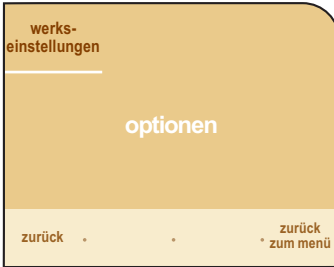 werks-
einstellungen
optionen
zurück
zurück
zum menü